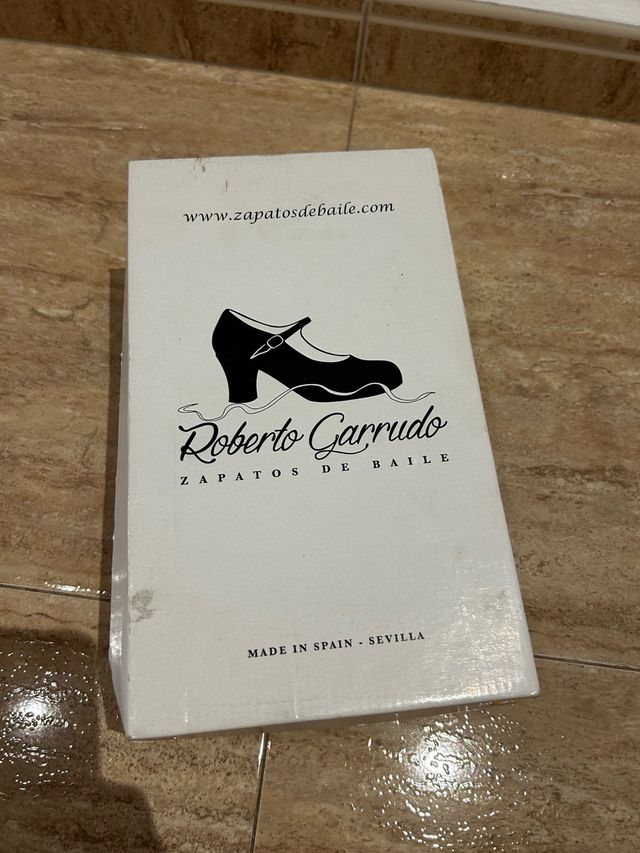 www.zapatosdebaile.com
Roberto Garrudo
ZAPATOS DE BAILE
MADE IN SPAIN - SEVILLA